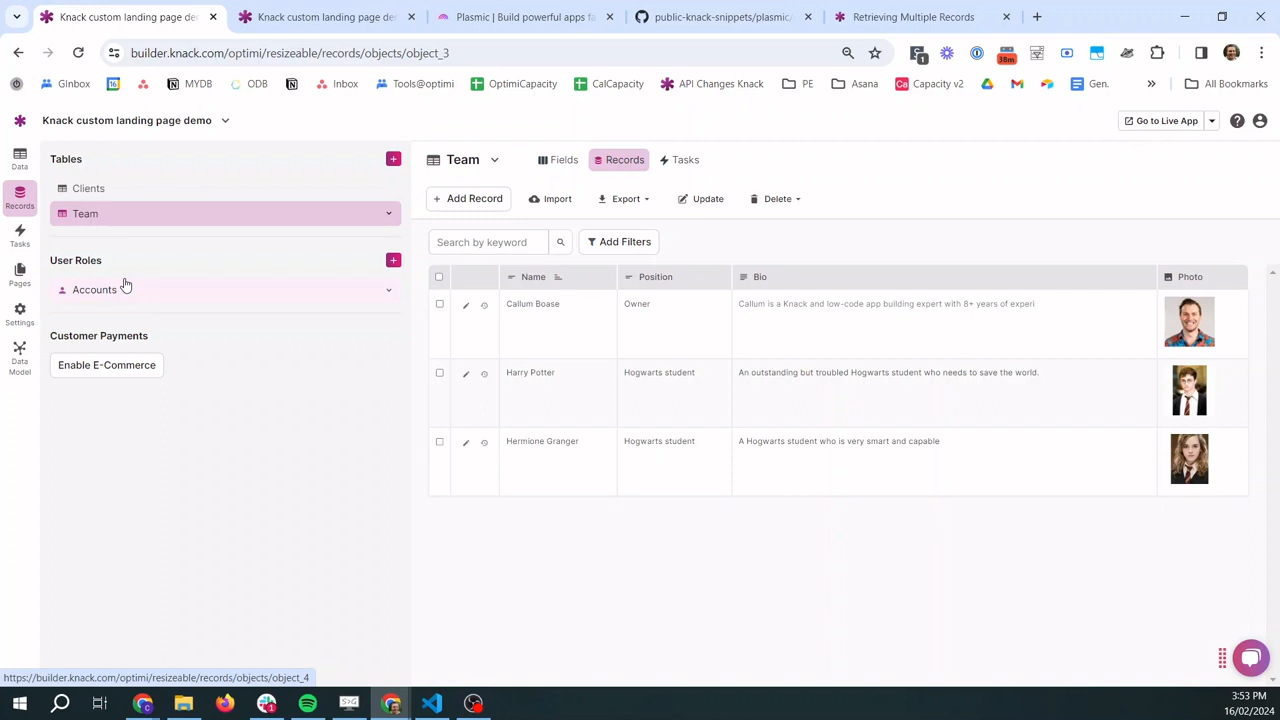 Knack custom landing page de
Knack custom landing page der
Plasmic | Build powerful apps fa
public-knack-snippets/plasmic/
Retrieving Multiple Records
builder.knack.com/optimi/resizeable/records/objects/object_3
1
38m
GInbox
MYDB
ODB
Inbox
Tools@optimi
OptimiCapacity
CalCapacity
API Changes Knack
PE
Asana
Ca Capacity v2
Gen.
All Bookmarks
Knack custom landing page demo
Go to Live App
Data
Records
Tasks
Pages
Settings
Data
Model
Tables
Clients
Team
User Roles
Accounts
Customer Payments
Enable E-Commerce
Team
Fields
Records
Tasks
Add Record
Import
Export
Update
Delete
Search by keyword
Add Filters
Name
Position
Bio
Photo
Callum Boase
Owner
Callum is a Knack and low-code app building expert with 8+ years of experi
Harry Potter
Hogwarts student
An outstanding but troubled Hogwarts student who needs to save the world.
Hermione Granger
Hogwarts student
A Hogwarts student who is very smart and capable
https://builder.knack.com/optimi/resizeable/records/objects/object_4
3:53 PM
16/02/2024